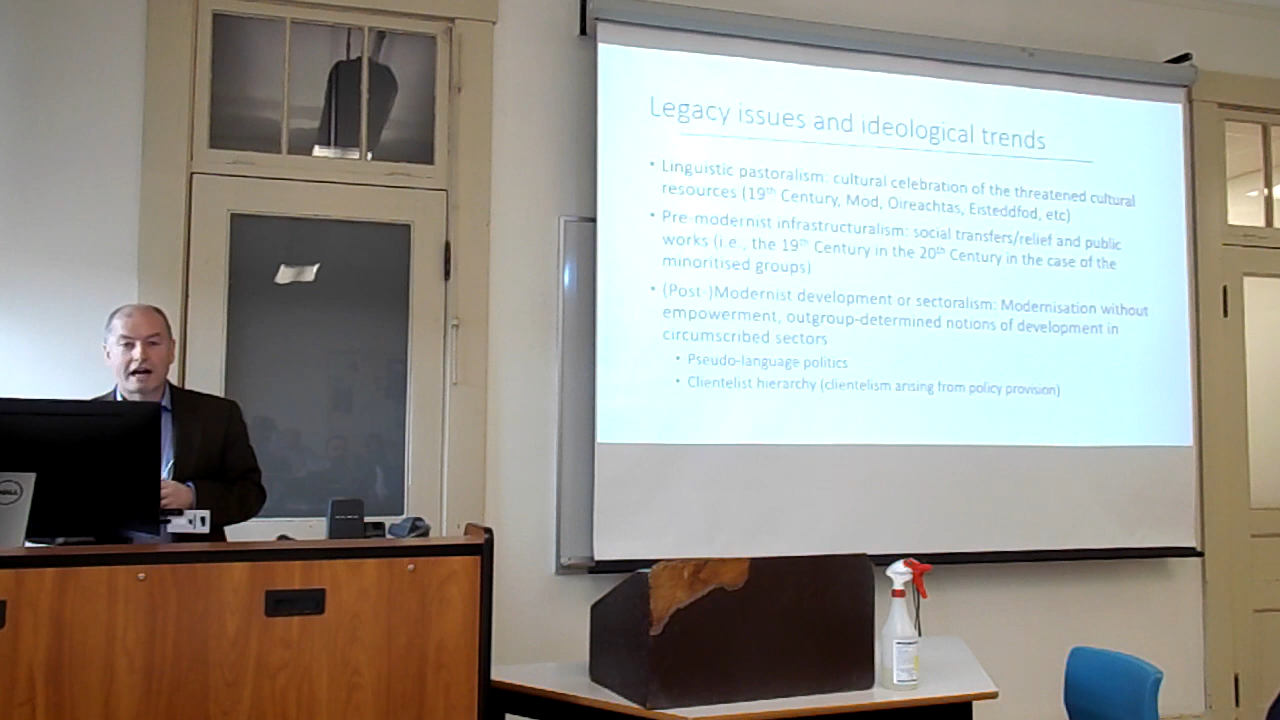 Legacy issues and ideological trends
• Linguistic pastoralism: cultural celebration of the threatened cultural
resources (19th Century, Mod, Oireachtas, Eisteddfod, etc)
• Pre-modernist infrastructuralism: social transfers/relief and public
works (i.e., the 19th Century in the 20th Century in the case of the
minoritised groups)
• (Post-)Modernist development or sectoralism: Modernisation without
empowerment, outgroup-determined notions of development in
circumscribed sectors
• Pseudo-language politics
• Clientelist hierarchy (clientelism arising from policy provision)
DELL